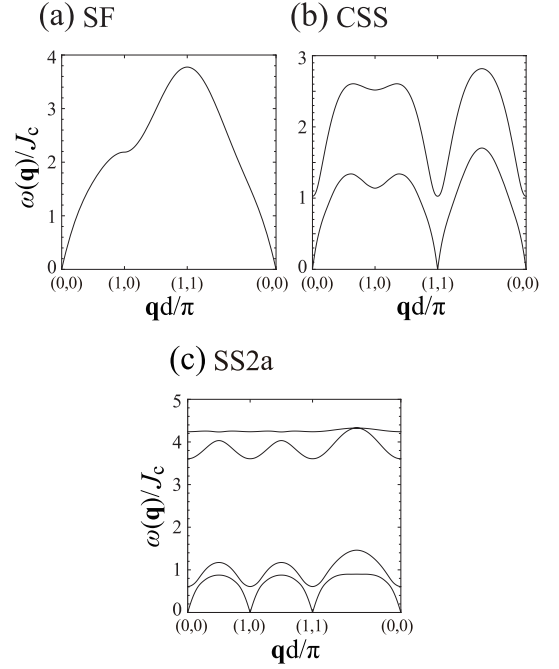 (a) SF
4
3
2
1
0
ω(q)/Jc
(0,0) (1,0) (1,1) (0,0)
qd/π
(b) CSS
3
2
1
0
(0,0) (1,0) (1,1) (0,0)
qd/π
(c) SS2a
5
4
3
2
1
0
ω(q)/Jc
(0,0) (1,0) (1,1) (0,0)
qd/π